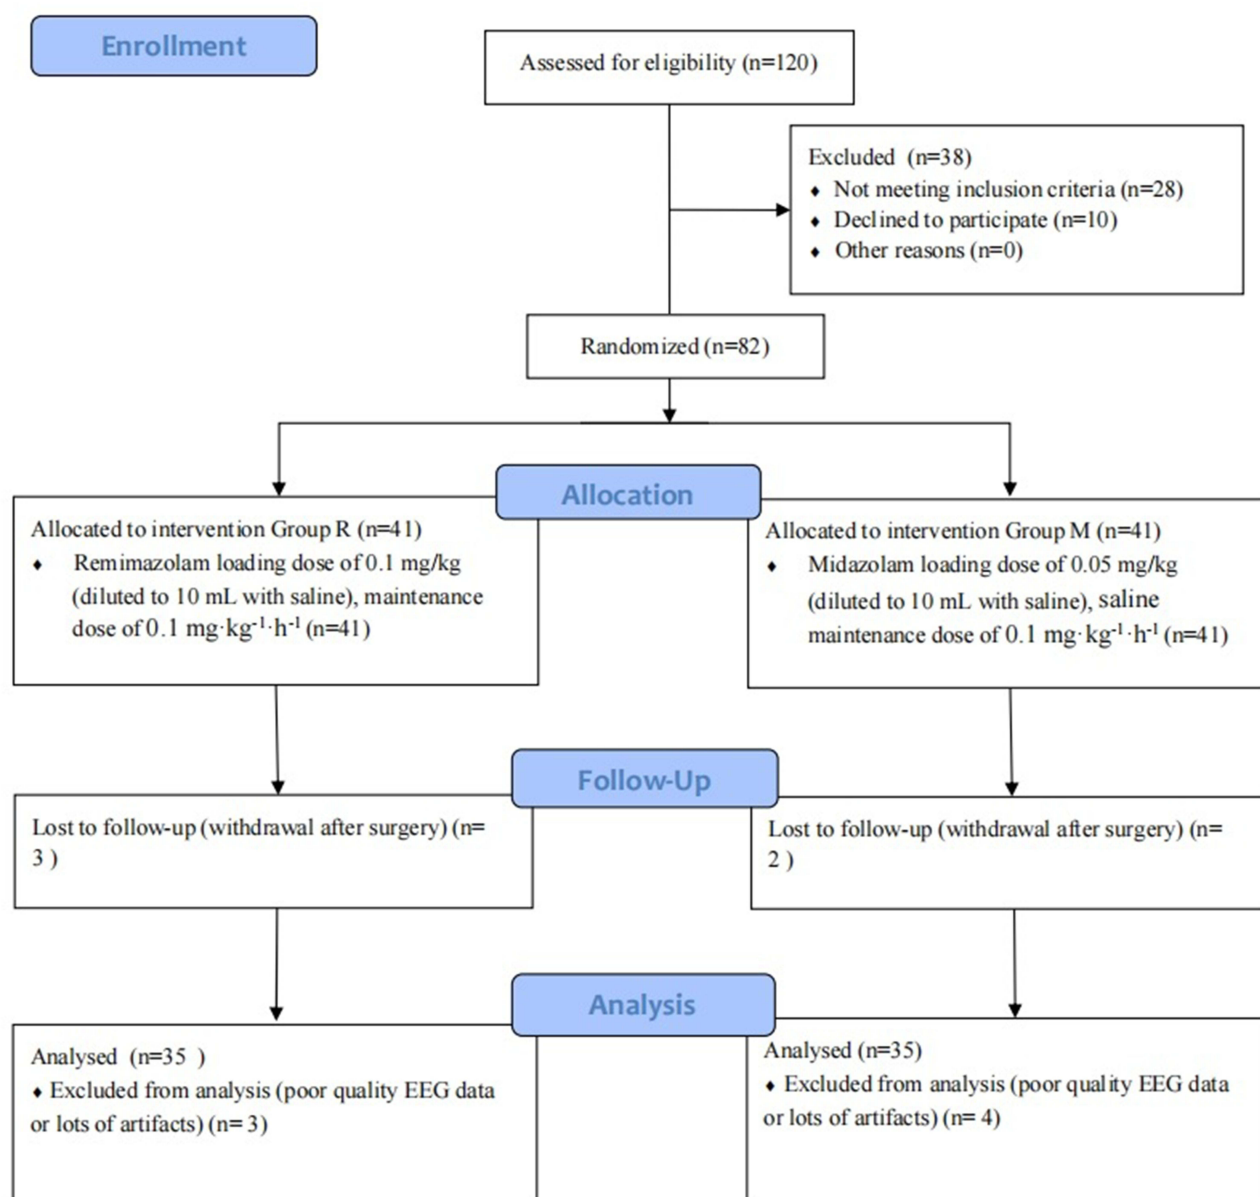 Enrollment
Assessed for eligibility (n=120)
Excluded (n=38)
♦ Not meeting inclusion criteria (n=28)
♦ Declined to participate (n=10)
♦ Other reasons (n=0)
Randomized (n=82)
Allocation
Allocated to intervention Group R (n=41)
♦ Remimazolam loading dose of 0.1 mg/kg
(diluted to 10 mL with saline), maintenance
dose of 0.1 mg·kg⁻¹·h⁻¹ (n=41)
Allocated to intervention Group M (n=41)
♦ Midazolam loading dose of 0.05 mg/kg
(diluted to 10 mL with saline), saline
maintenance dose of 0.1 mg·kg⁻¹·h⁻¹ (n=41)
Follow-Up
Lost to follow-up (withdrawal after surgery) (n=
3 )
Lost to follow-up (withdrawal after surgery) (n=
2 )
Analysis
Analysed (n=35 )
♦ Excluded from analysis (poor quality EEG data
or lots of artifacts) (n= 3)
Analysed (n=35)
♦ Excluded from analysis (poor quality EEG data
or lots of artifacts) (n= 4)